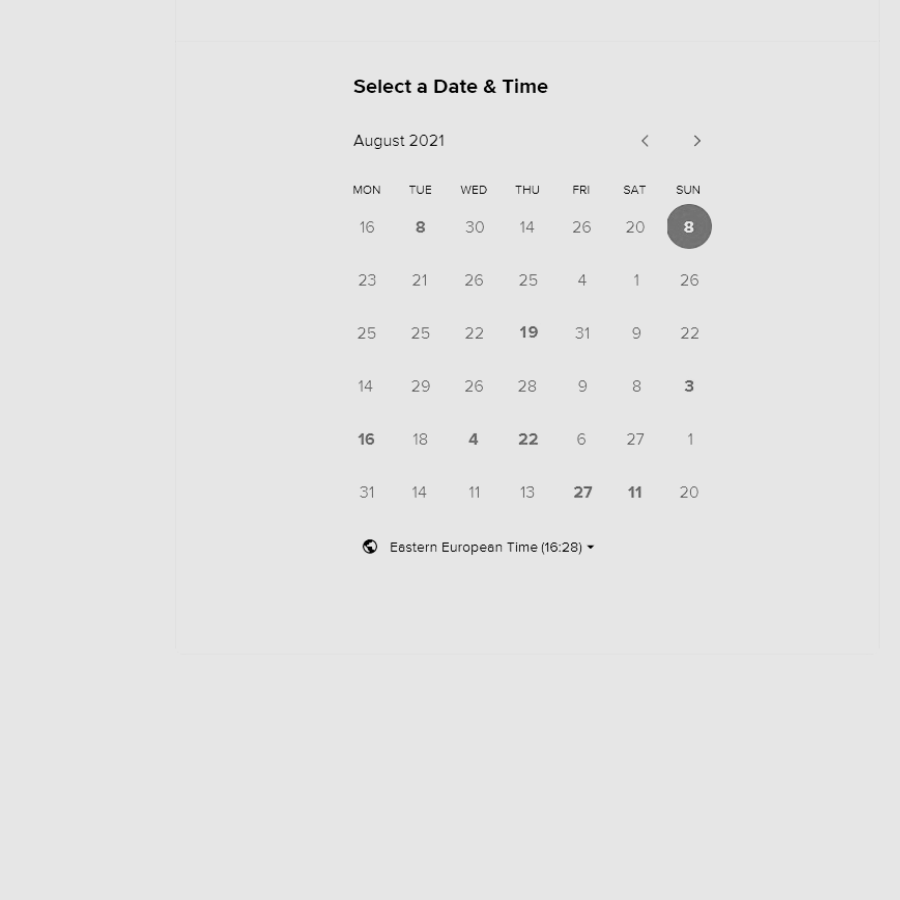 Select a Date & Time
August 2021
MON TUE WED THU FRI SAT SUN
16 8 30 14 26 20 8
23 21 26 25 4 1 26
25 25 22 19 31 9 22
14 29 26 28 9 8 3
16 18 4 22 6 27 1
31 14 11 13 27 11 20
Eastern European Time (16:28)